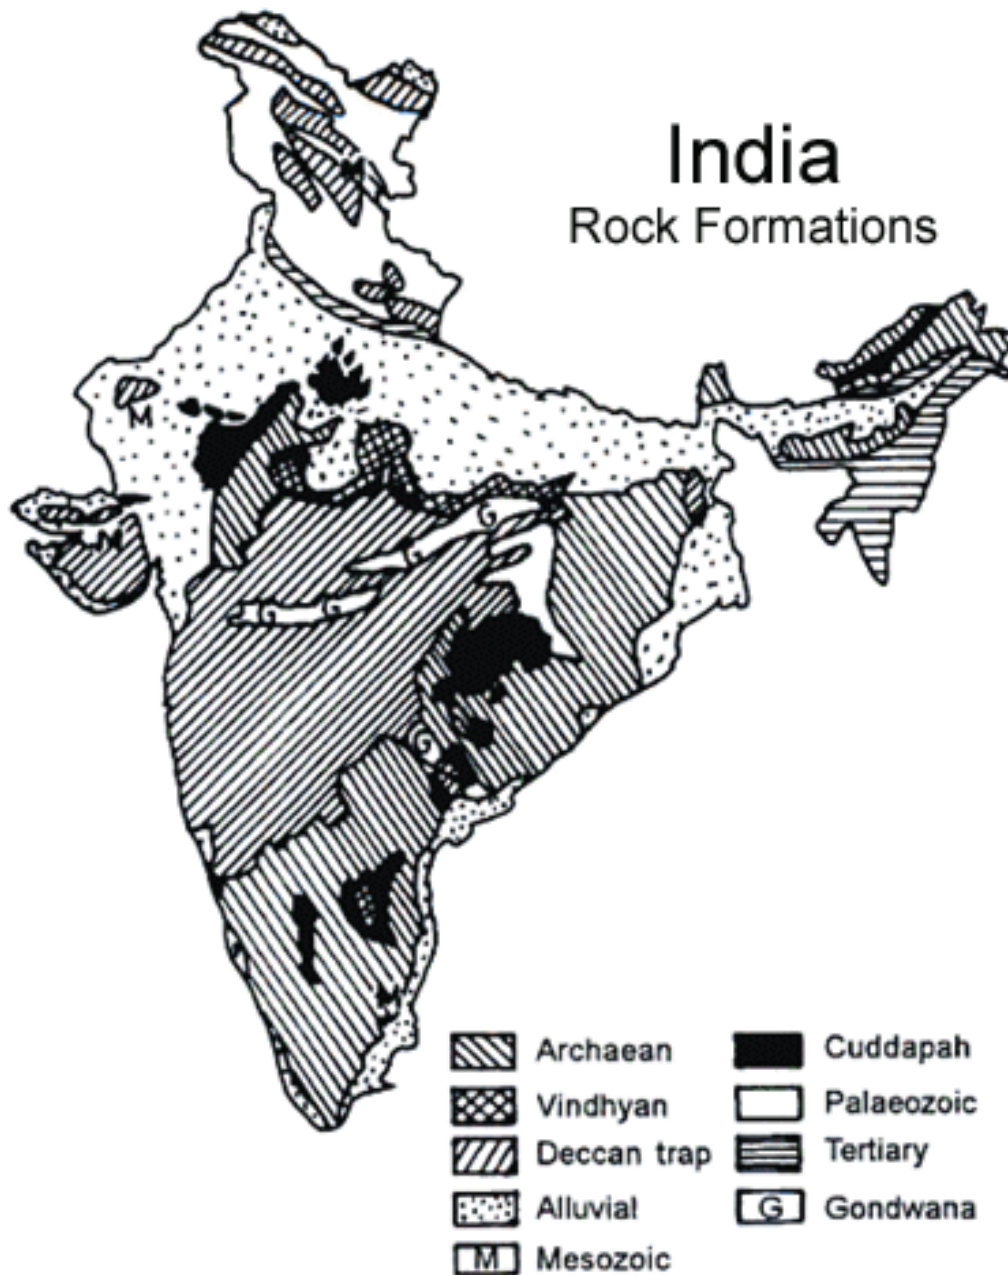 India
Rock Formations
M
M
M
G
G
G
G
G
M
Archaean
Vindhyan
Deccan trap
Alluvial
M Mesozoic
Cuddapah
Palaeozoic
Tertiary
G Gondwana